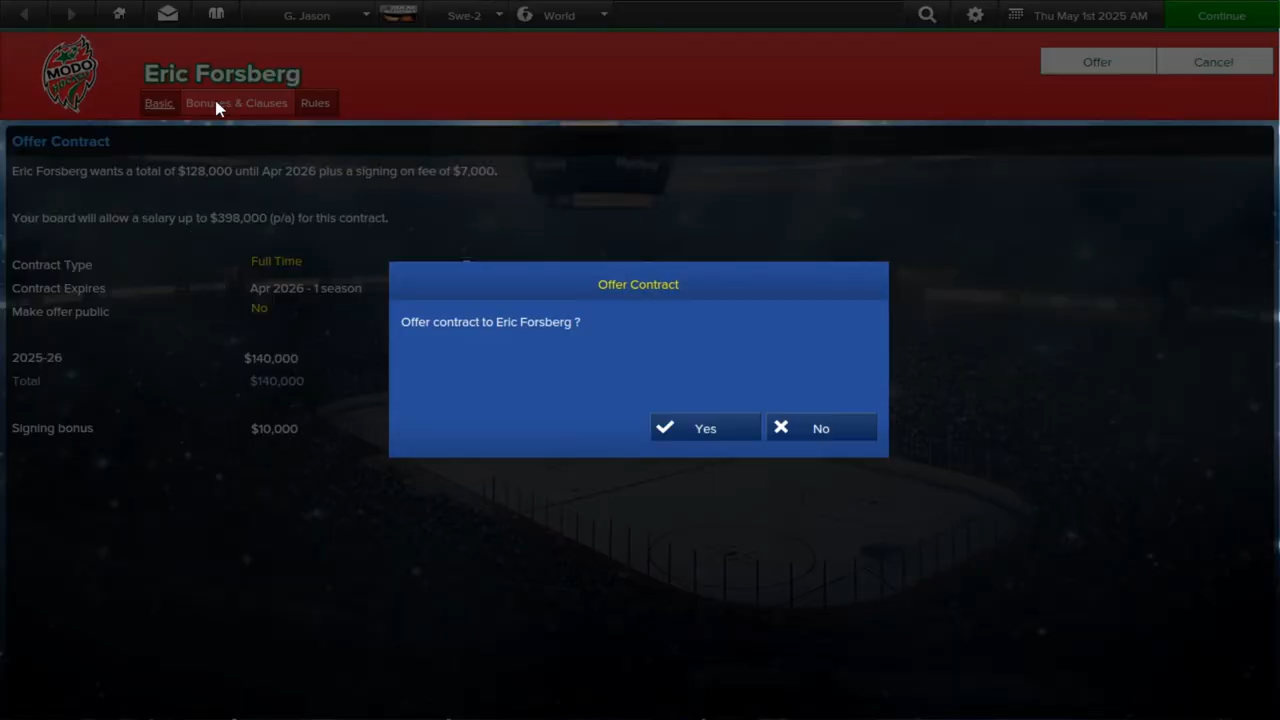 G. Jason
Swe-2
World
Thu May 1st 2025 AM
Continue
MODO
Eric Forsberg
Offer
Cancel
Basic
Bonuses & Clauses
Rules
Offer Contract
Eric Forsberg wants a total of $128,000 until Apr 2026 plus a signing on fee of $7,000.
Your board will allow a salary up to $398,000 (p/a) for this contract.
Contract Type
Full Time
Contract Expires
Apr 2026 - 1 season
Make offer public
No
2025-26
$140,000
Total
$140,000
Signing bonus
$10,000
Offer Contract
Offer contract to Eric Forsberg ?
Yes
No